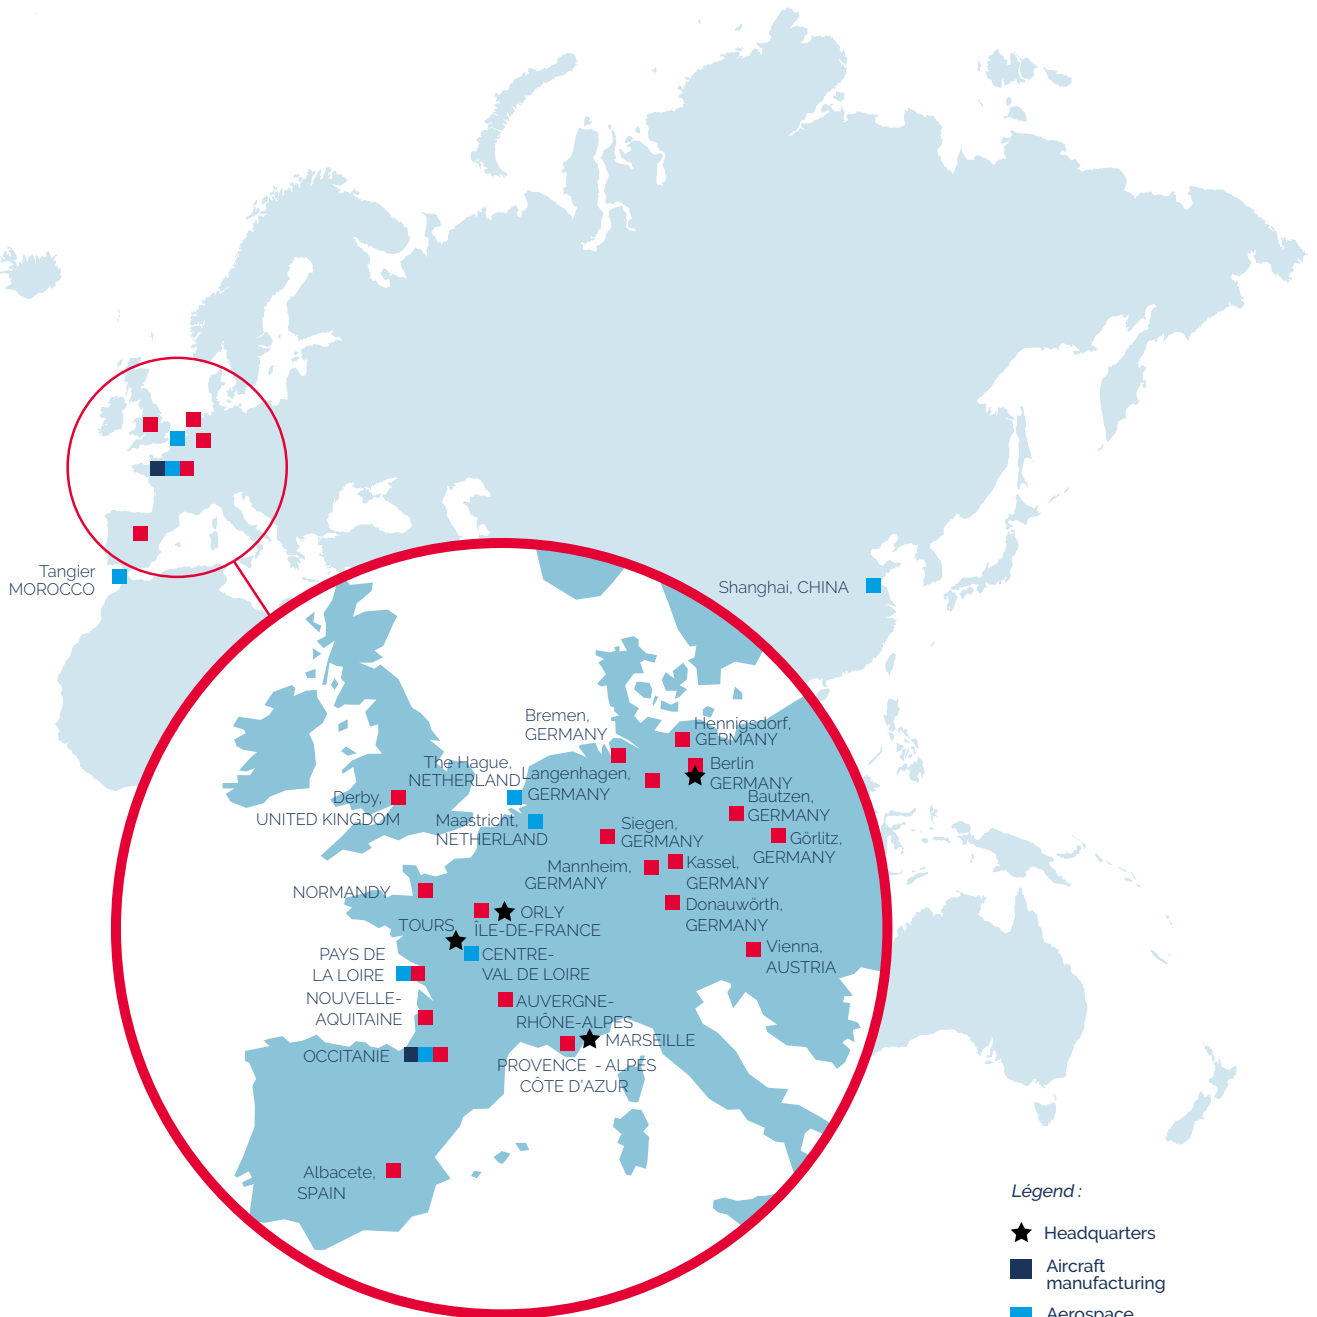 Tangier
MOROCCO
Shanghai, CHINA
Bremen,
GERMANY
Hennigsdorf,
GERMANY
The Hague,
NETHERLAND
Langenhagen,
GERMANY
Berlin
GERMANY
Derby,
UNITED KINGDOM
Bautzen,
GERMANY
Maastricht,
NETHERLAND
Siegen,
GERMANY
Görlitz,
GERMANY
Mannheim,
GERMANY
Kassel,
GERMANY
NORMANDY
Donauwörth,
GERMANY
ORLY
ÎLE-DE-FRANCE
TOURS
Vienna,
AUSTRIA
PAYS DE
LA LOIRE
CENTRE-
VAL DE LOIRE
NOUVELLE-
AQUITAINE
AUVERGNE-
RHÔNE-ALPES
OCCITANIE
MARSEILLE
PROVENCE - ALPES
CÔTE D'AZUR
Albacete,
SPAIN
Légend :
Headquarters
Aircraft
manufacturing
Aerospace